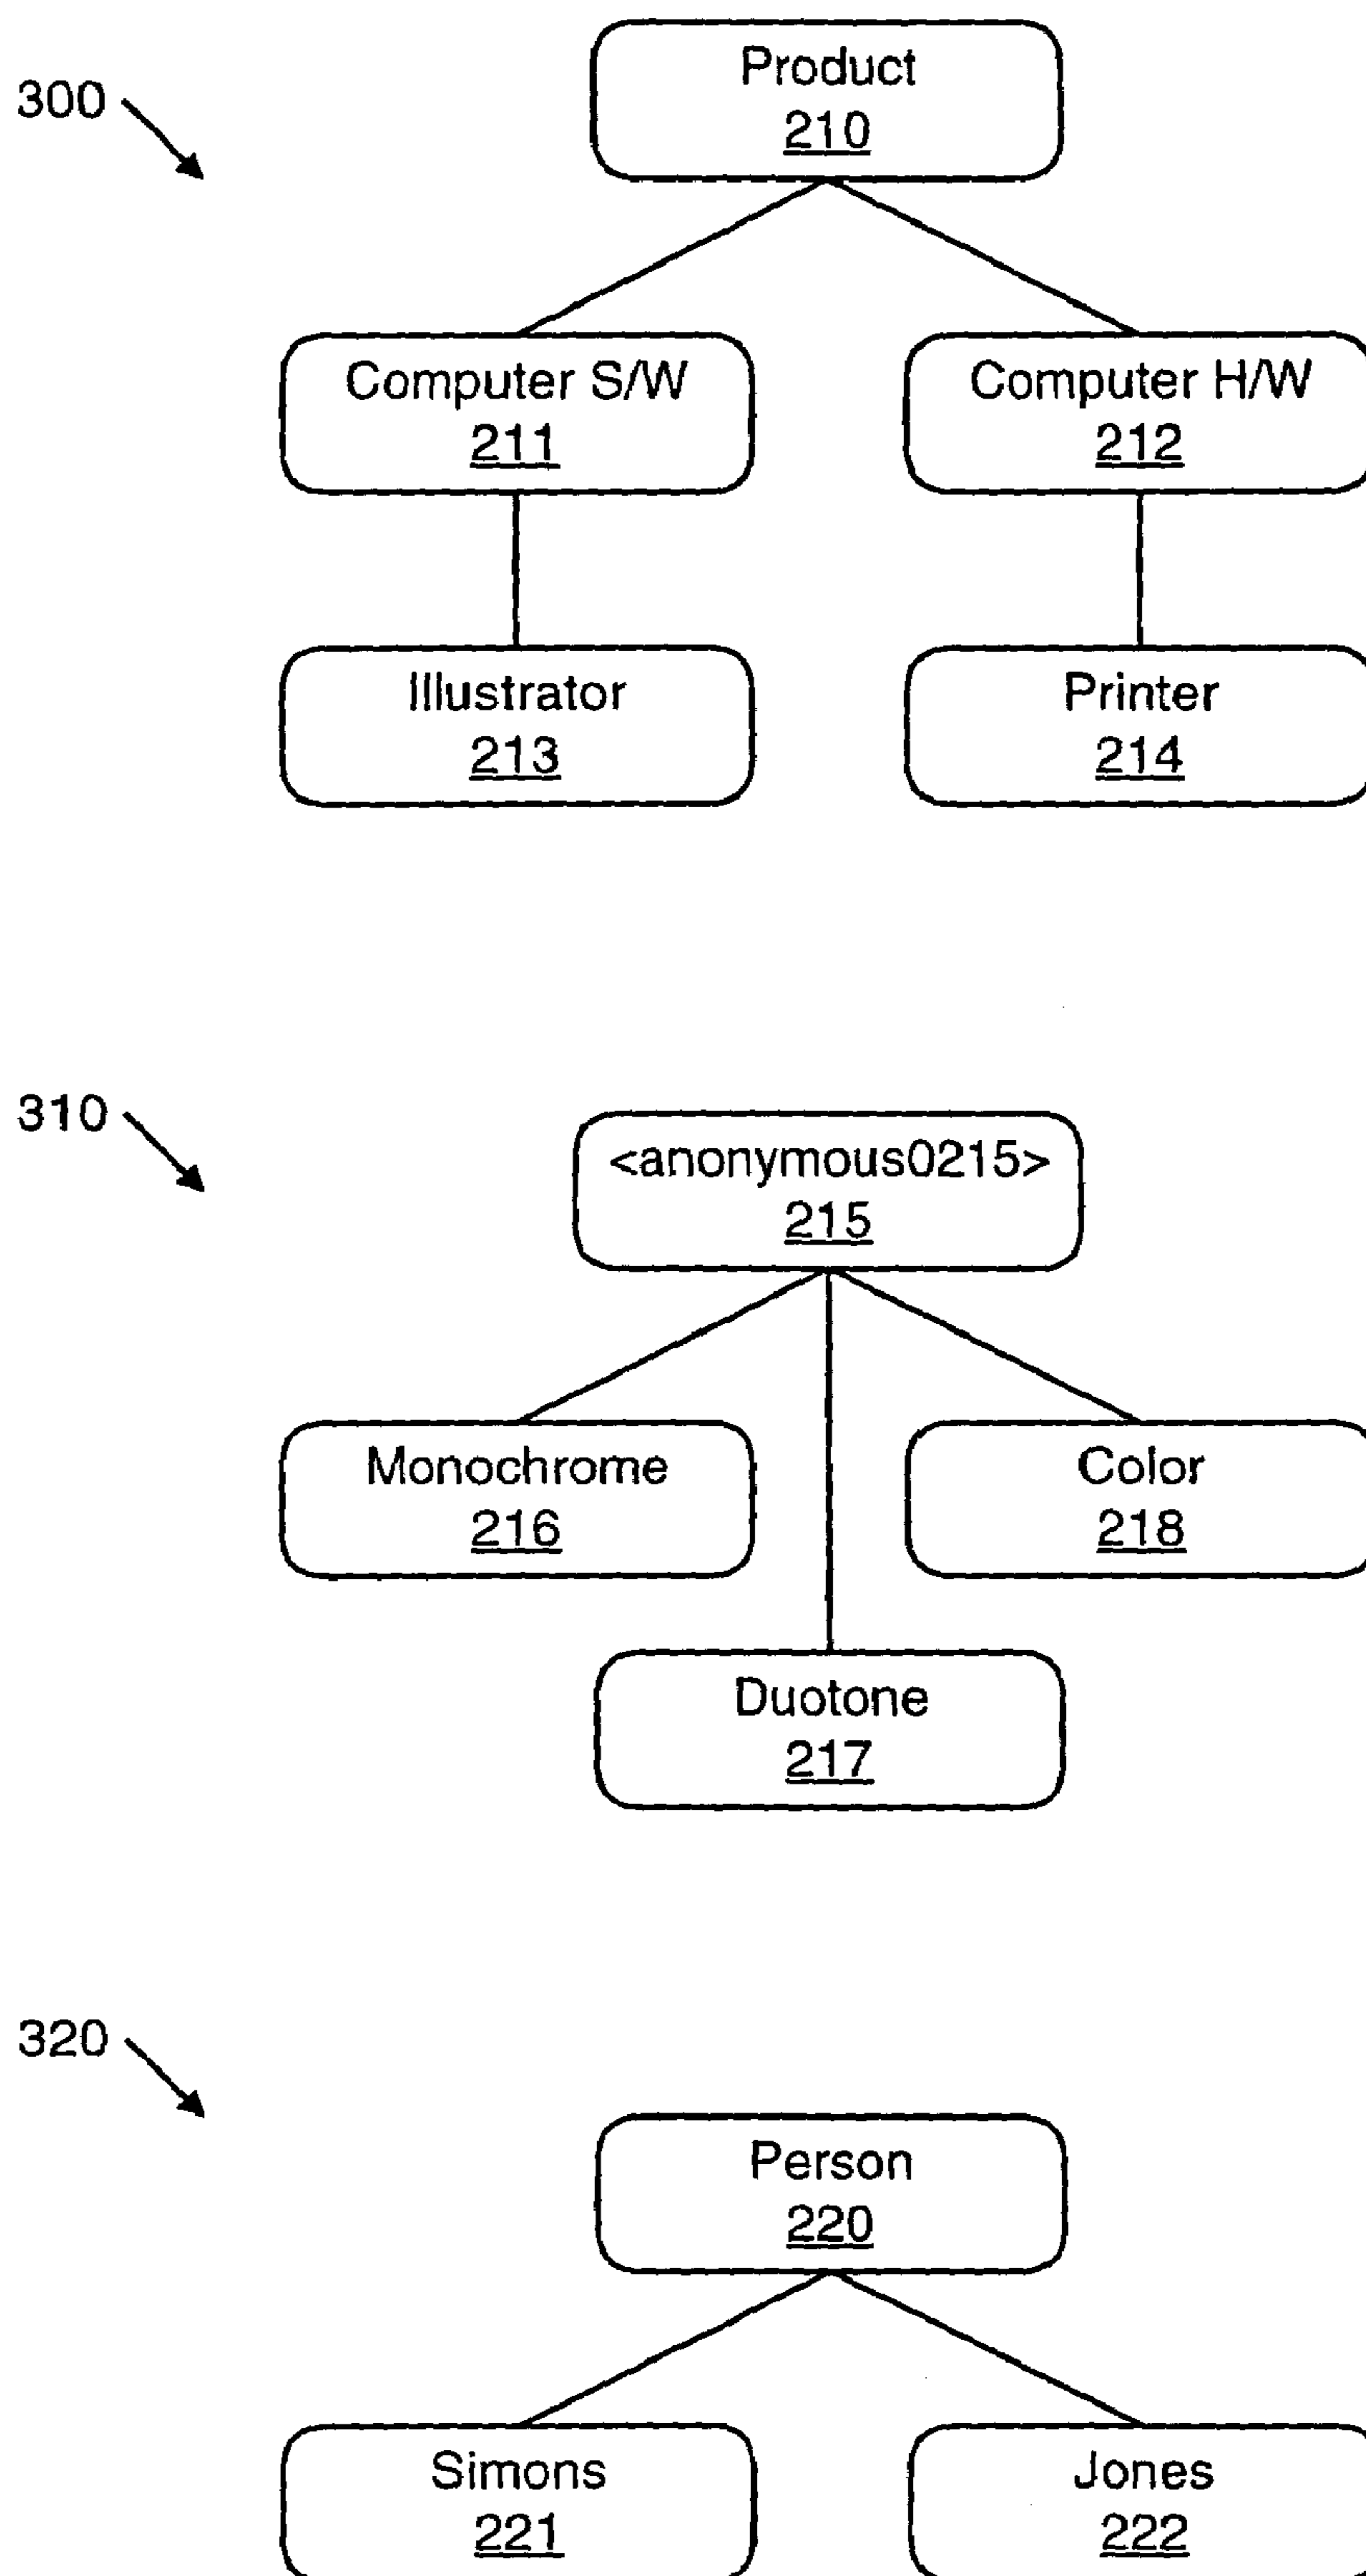 Product
300
210
Computer S/W
Computer H/W
211
212
Illustrator
Printer
213
214
310
<anonymous0215>
215
Monochrome
Color
216
218
Duotone
217
320
Person
220
Simons
Jones
221
222